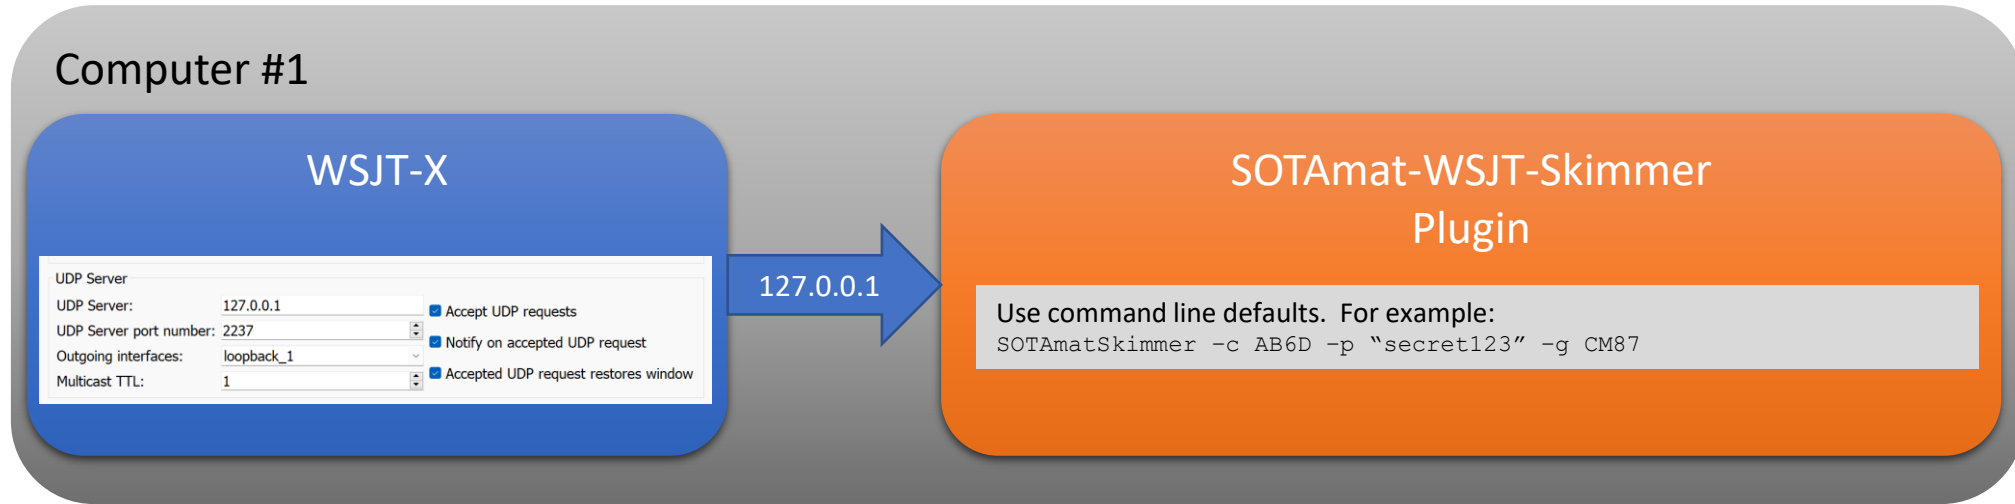 Computer #1
WSJT-X
UDP Server
UDP Server: 127.0.0.1
UDP Server port number: 2237
Outgoing interfaces: loopback_1
Multicast TTL: 1
Accept UDP requests
Notify on accepted UDP request
Accepted UDP request restores window
127.0.0.1
SOTAmat-WSJT-Skimmer
Plugin
Use command line defaults.  For example:
SOTAmatSkimmer –c AB6D –p “secret123” –g CM87